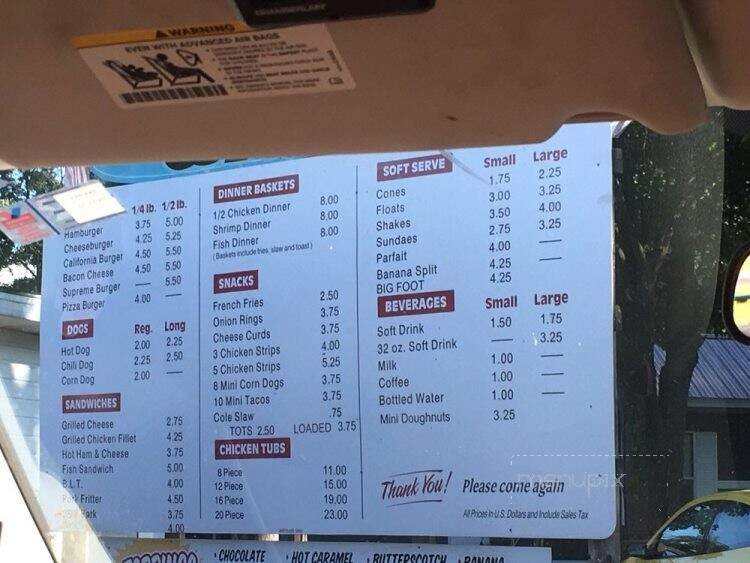 WARNING
EVEN WITH ADVANCED AIR BAGS
1/4 lb. 1/2 lb.
Hamburger 3.75 5.00
Cheeseburger 4.25 5.25
California Burger 4.50 5.50
Bacon Cheese 4.50 5.50
Supreme Burger — 5.50
Pizza Burger 4.00 —
DOGS Reg. Long
Hot Dog 2.00 2.25
Chili Dog 2.25 2.50
Corn Dog 2.00 —
SANDWICHES
Grilled Cheese 2.75
Grilled Chicken Fillet 4.25
Hot Ham & Cheese 3.75
Fish Sandwich 5.00
B.L.T. 4.00
Pork Fritter 4.50
3.75
4.00
DINNER BASKETS
1/2 Chicken Dinner 8.00
Shrimp Dinner 8.00
Fish Dinner 8.00
(Baskets include fries, slaw and toast)
SNACKS
French Fries 2.50
Onion Rings 3.75
Cheese Curds 3.75
3 Chicken Strips 4.00
5 Chicken Strips 5.25
8 Mini Corn Dogs 3.75
10 Mini Tacos 3.75
Cole Slaw .75
TOTS 2.50 LOADED 3.75
CHICKEN TUBS
8 Piece 11.00
12 Piece 15.00
16 Piece 19.00
20 Piece 23.00
SOFT SERVE Small Large
Cones 1.75 2.25
Floats 3.00 3.25
Shakes 3.50 4.00
Sundaes 2.75 3.25
Parfait 4.00 —
Banana Split 4.25 —
BIG FOOT 4.25
BEVERAGES Small Large
Soft Drink 1.50 1.75
32 oz. Soft Drink — 3.25
Milk 1.00 —
Coffee 1.00 —
Bottled Water 1.00 —
Mini Doughnuts 3.25
Thank You! Please come again
All Prices in U.S. Dollars and Include Sales Tax
menupix
• CHOCOLATE • HOT CARAMEL • BUTTERSCOTCH • BANANA